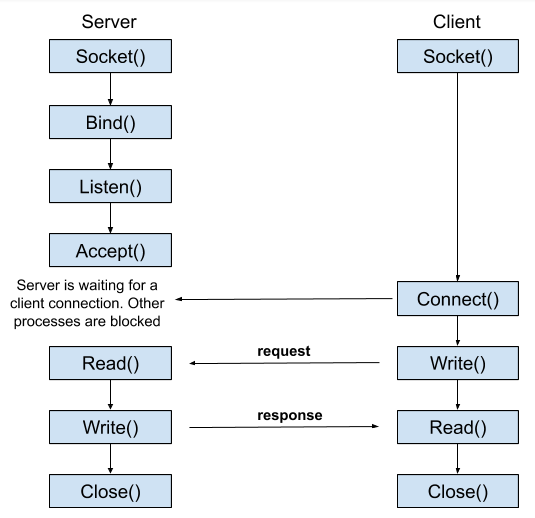 Server
Client
Socket()
Socket()
Bind()
Listen()
Accept()
Server is waiting for a
client connection. Other
processes are blocked
Connect()
Read()
request
Write()
Write()
response
Read()
Close()
Close()